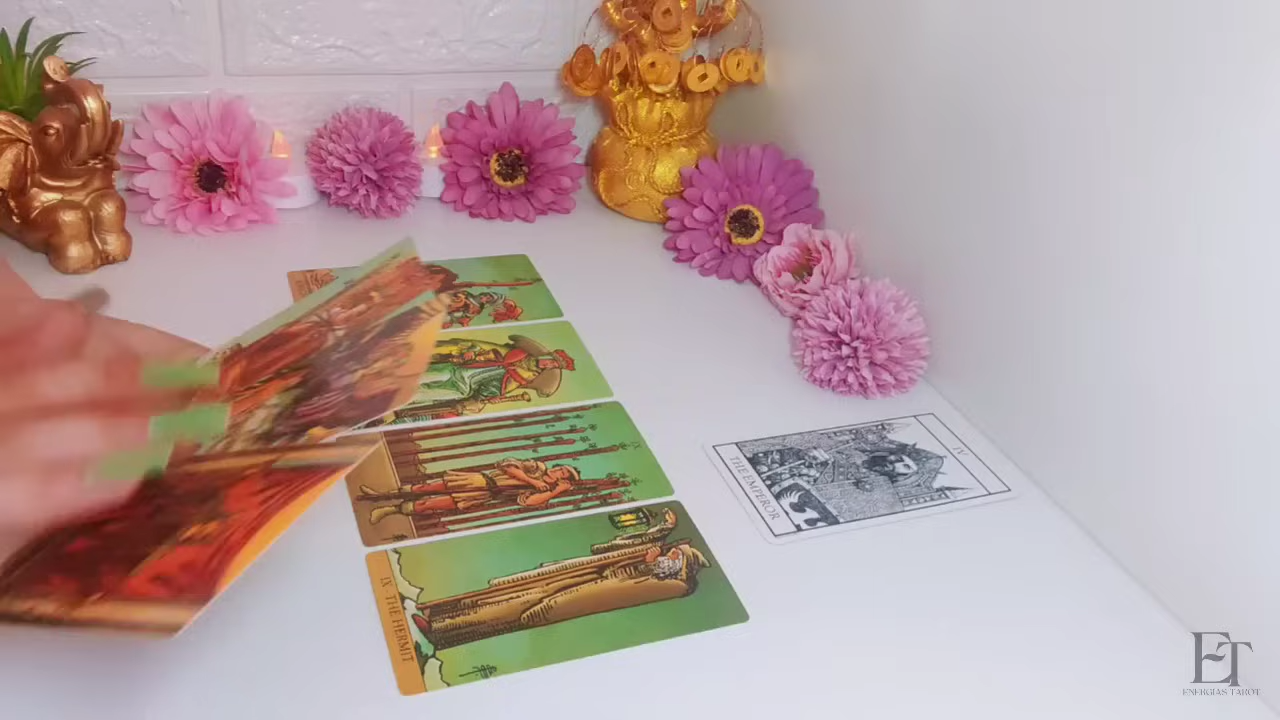 IV
THE EMPEROR
IX THE HERMIT
ET
ENERGIAS TAROT